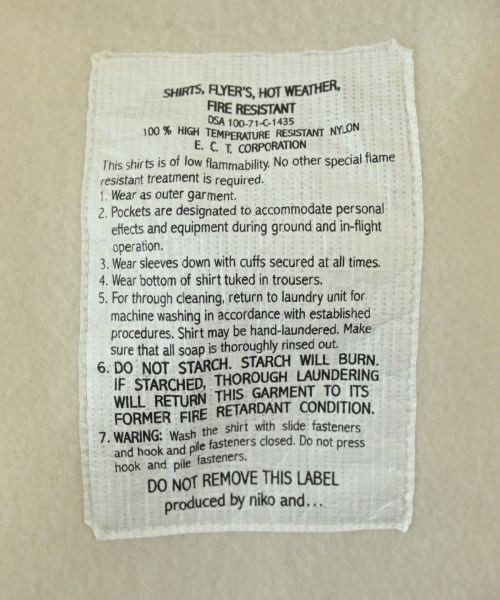 SHIRTS, FLYER'S, HOT WEATHER,
FIRE RESISTANT
DSA 100-71-C-1435
100 % HIGH TEMPERATURE RESISTANT NYLON
E. C. T. CORPORATION
This shirts is of low flammability. No other special flame
resistant treatment is required.
1. Wear as outer garment.
2. Pockets are designated to accommodate personal
effects and equipment during ground and in-flight
operation.
3. Wear sleeves down with cuffs secured at all times.
4. Wear bottom of shirt tuked in trousers.
5. For through cleaning, return to laundry unit for
machine washing in accordance with established
procedures. Shirt may be hand-laundered. Make
sure that all soap is thoroughly rinsed out.
6. DO NOT STARCH. STARCH WILL BURN.
IF STARCHED, THOROUGH LAUNDERING
WILL RETURN THIS GARMENT TO ITS
FORMER FIRE RETARDANT CONDITION.
7. WARING: Wash the shirt with slide fasteners
and hook and pile fasteners closed. Do not press
hook and pile fasteners.
DO NOT REMOVE THIS LABEL
produced by niko and...